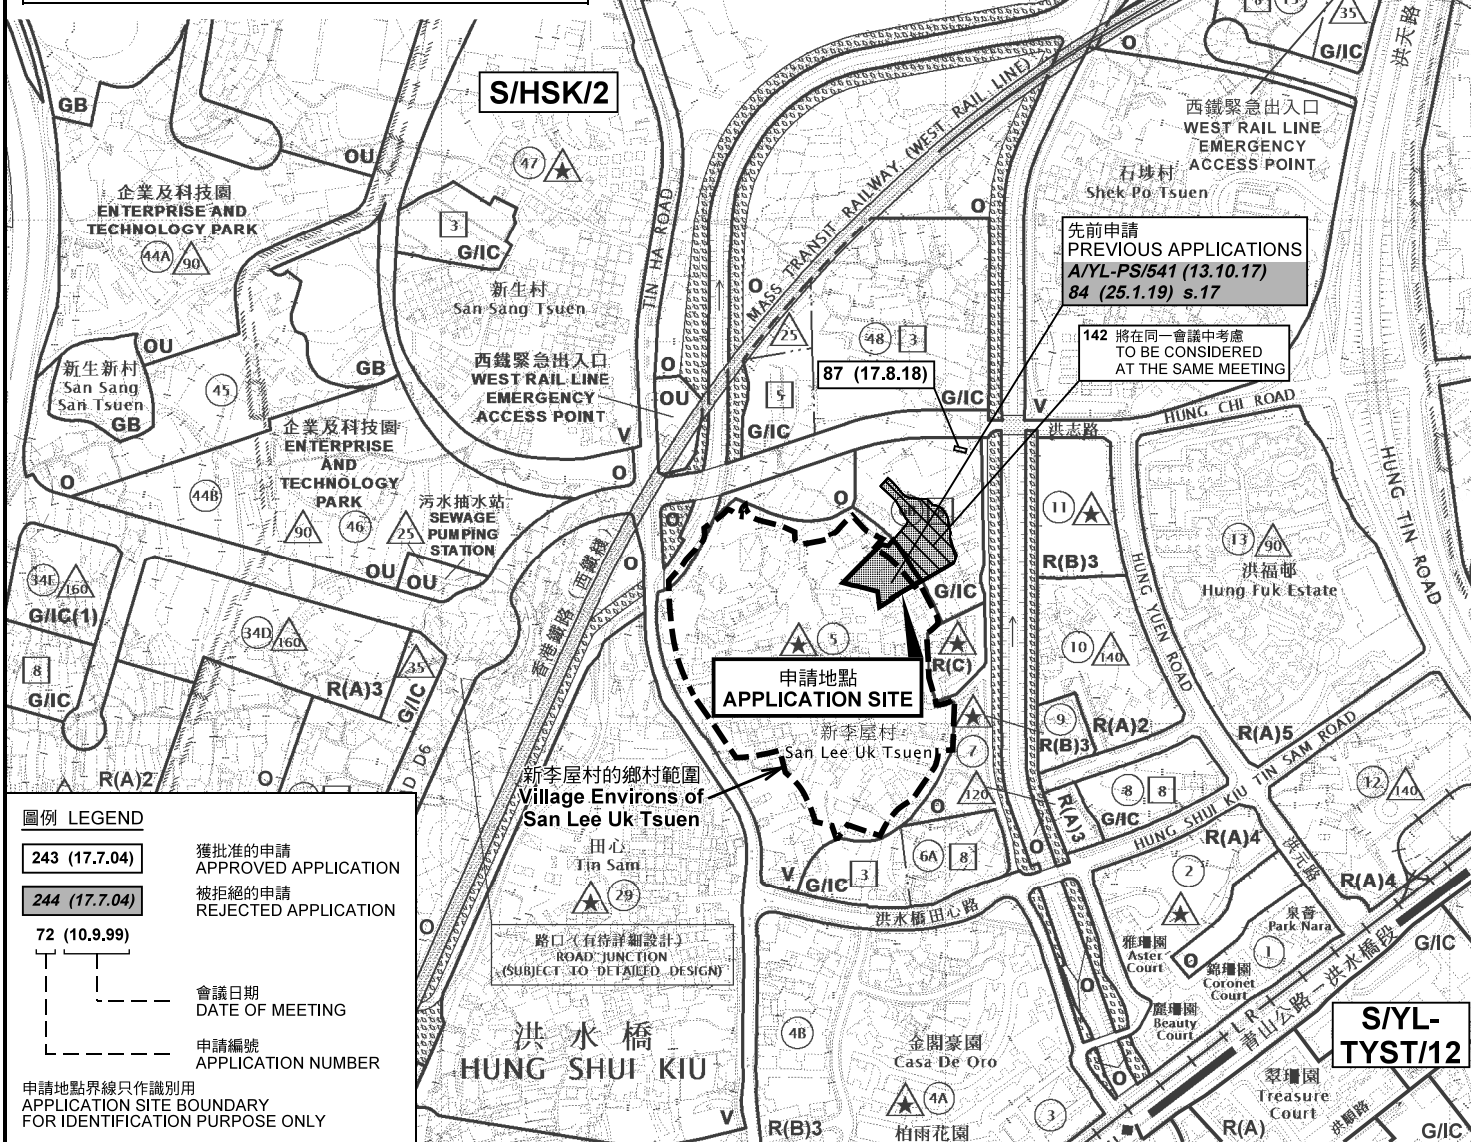 S/HSK/2
GB
OU
47
35
G/IC
O
洪天路
西鐵緊急出入口
WEST RAIL LINE
EMERGENCY
ACCESS POINT
石埗村
Shek Po Tsuen
企業及科技園
ENTERPRISE AND
TECHNOLOGY PARK
44A
90
3
G/IC
新生村
San Sang Tsuen
TIN HA ROAD
MASS TRANSIT RAILWAY (WEST RAIL LINE)
O
O
先前申請
PREVIOUS APPLICATIONS
A/YL-PS/541 (13.10.17)
84 (25.1.19) s.17
142 將在同一會議中考慮
TO BE CONSIDERED
AT THE SAME MEETING
25
48
3
87 (17.8.18)
5
G/IC
G/IC
V
HUNG CHI ROAD
洪志路
OU
新生新村
San Sang
San Tsuen
GB
45
GB
西鐵緊急出入口
WEST RAIL LINE
EMERGENCY
ACCESS POINT
O
OU
V
企業及科技園
ENTERPRISE
AND
TECHNOLOGY
PARK
O
44B
90
46
25
污水抽水站
SEWAGE
PUMPING
STATION
OU
OU
O
O
O
O
香港鐵路(西鐵綫)
34E
160
G/IC(1)
34D
160
8
G/IC
R(A)3
35
G/IC
11
R(B)3
13
90
洪福邨
Hung Fuk Estate
HUNG TIN ROAD
HUNG YUEN ROAD
G/IC
5
R(C)
申請地點
APPLICATION SITE
新李屋村
San Lee Uk Tsuen
10
140
9
R(B)3
R(A)2
R(A)5
7
120
新李屋村的鄉村範圍
Village Environs of
San Lee Uk Tsuen
R(A)2
O
ROAD D6
O
R(A)3
8
8
G/IC
HUNG SHUI KIU TIN SAM ROAD
12
140
R(A)4
洪元路
R(A)4
田心
Tin Sam
29
V
G/IC
3
6A
8
O
洪水橋田心路
2
路口 (有待詳細設計)
ROAD JUNCTION
(SUBJECT TO DETAILED DESIGN)
O
雅珊園
Aster
Court
O
錦珊園
Coronet
Court
泉薈
Park Nara
1
G/IC
麗珊園
Beauty
Court
O
LR
青山公路－洪水橋段
S/YL-
TYST/12
洪水橋
HUNG SHUI KIU
4B
金閣豪園
Casa De Oro
4A
柏雨花園
O
3
翠珊園
Treasure
Court
V
R(B)3
R(A)
洪順路
G/IC
圖例 LEGEND
243 (17.7.04)
獲批准的申請
APPROVED APPLICATION
244 (17.7.04)
被拒絕的申請
REJECTED APPLICATION
72 (10.9.99)
會議日期
DATE OF MEETING
申請編號
APPLICATION NUMBER
申請地點界線只作識別用
APPLICATION SITE BOUNDARY
FOR IDENTIFICATION PURPOSE ONLY